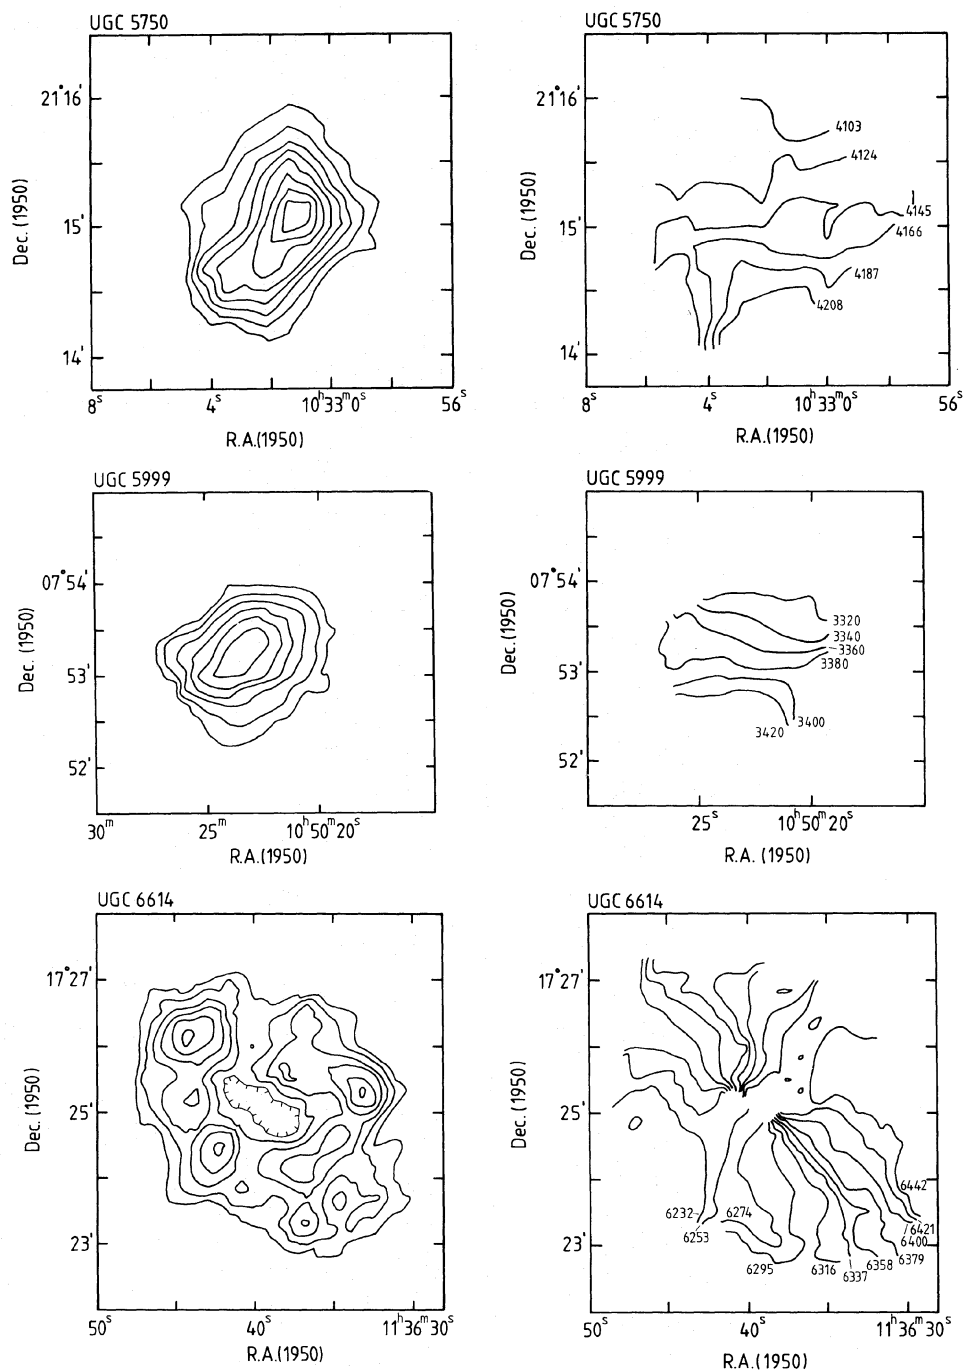 UGC 5750
21°16'
15'
14'
Dec. (1950)
8ˢ 4ˢ 10ʰ33ᵐ0ˢ 56ˢ
R.A.(1950)
UGC 5750
21°16'
15'
14'
Dec. (1950)
4103
4124
4145
4166
4187
4208
8ˢ 4ˢ 10ʰ33ᵐ0ˢ 56ˢ
R.A.(1950)
UGC 5999
07°54'
53'
52'
Dec. (1950)
30ᵐ 25ᵐ 10ʰ50ᵐ20ˢ
R.A.(1950)
UGC 5999
07°54'
53'
52'
Dec. (1950)
3320
3340
3360
3380
3400
3420
25ˢ 10ʰ50ᵐ20ˢ
R.A. (1950)
UGC 6614
17°27'
25'
23'
Dec. (1950)
50ˢ 40ˢ 11ʰ36ᵐ30ˢ
R.A.(1950)
UGC 6614
17°27'
25'
23'
Dec. (1950)
6442
6232 6274 6421
6253 6400
6295 6316 6337 6358 6379
50ˢ 40ˢ 11ʰ36ᵐ30ˢ
R.A.(1950)